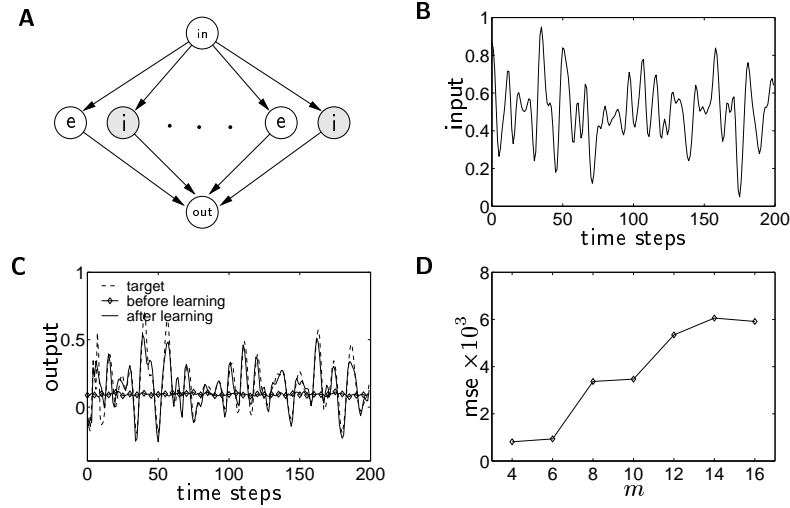 A
in
e
i
. . .
e
i
out
B
1
0.8
0.6
0.4
0.2
0
input
0
50
100
150
200
time steps
C
1
0.5
0
output
target
before learning
after learning
0
50
100
150
200
time steps
D
8
6
4
2
0
mse ×10³
4
6
8
10
12
14
16
m